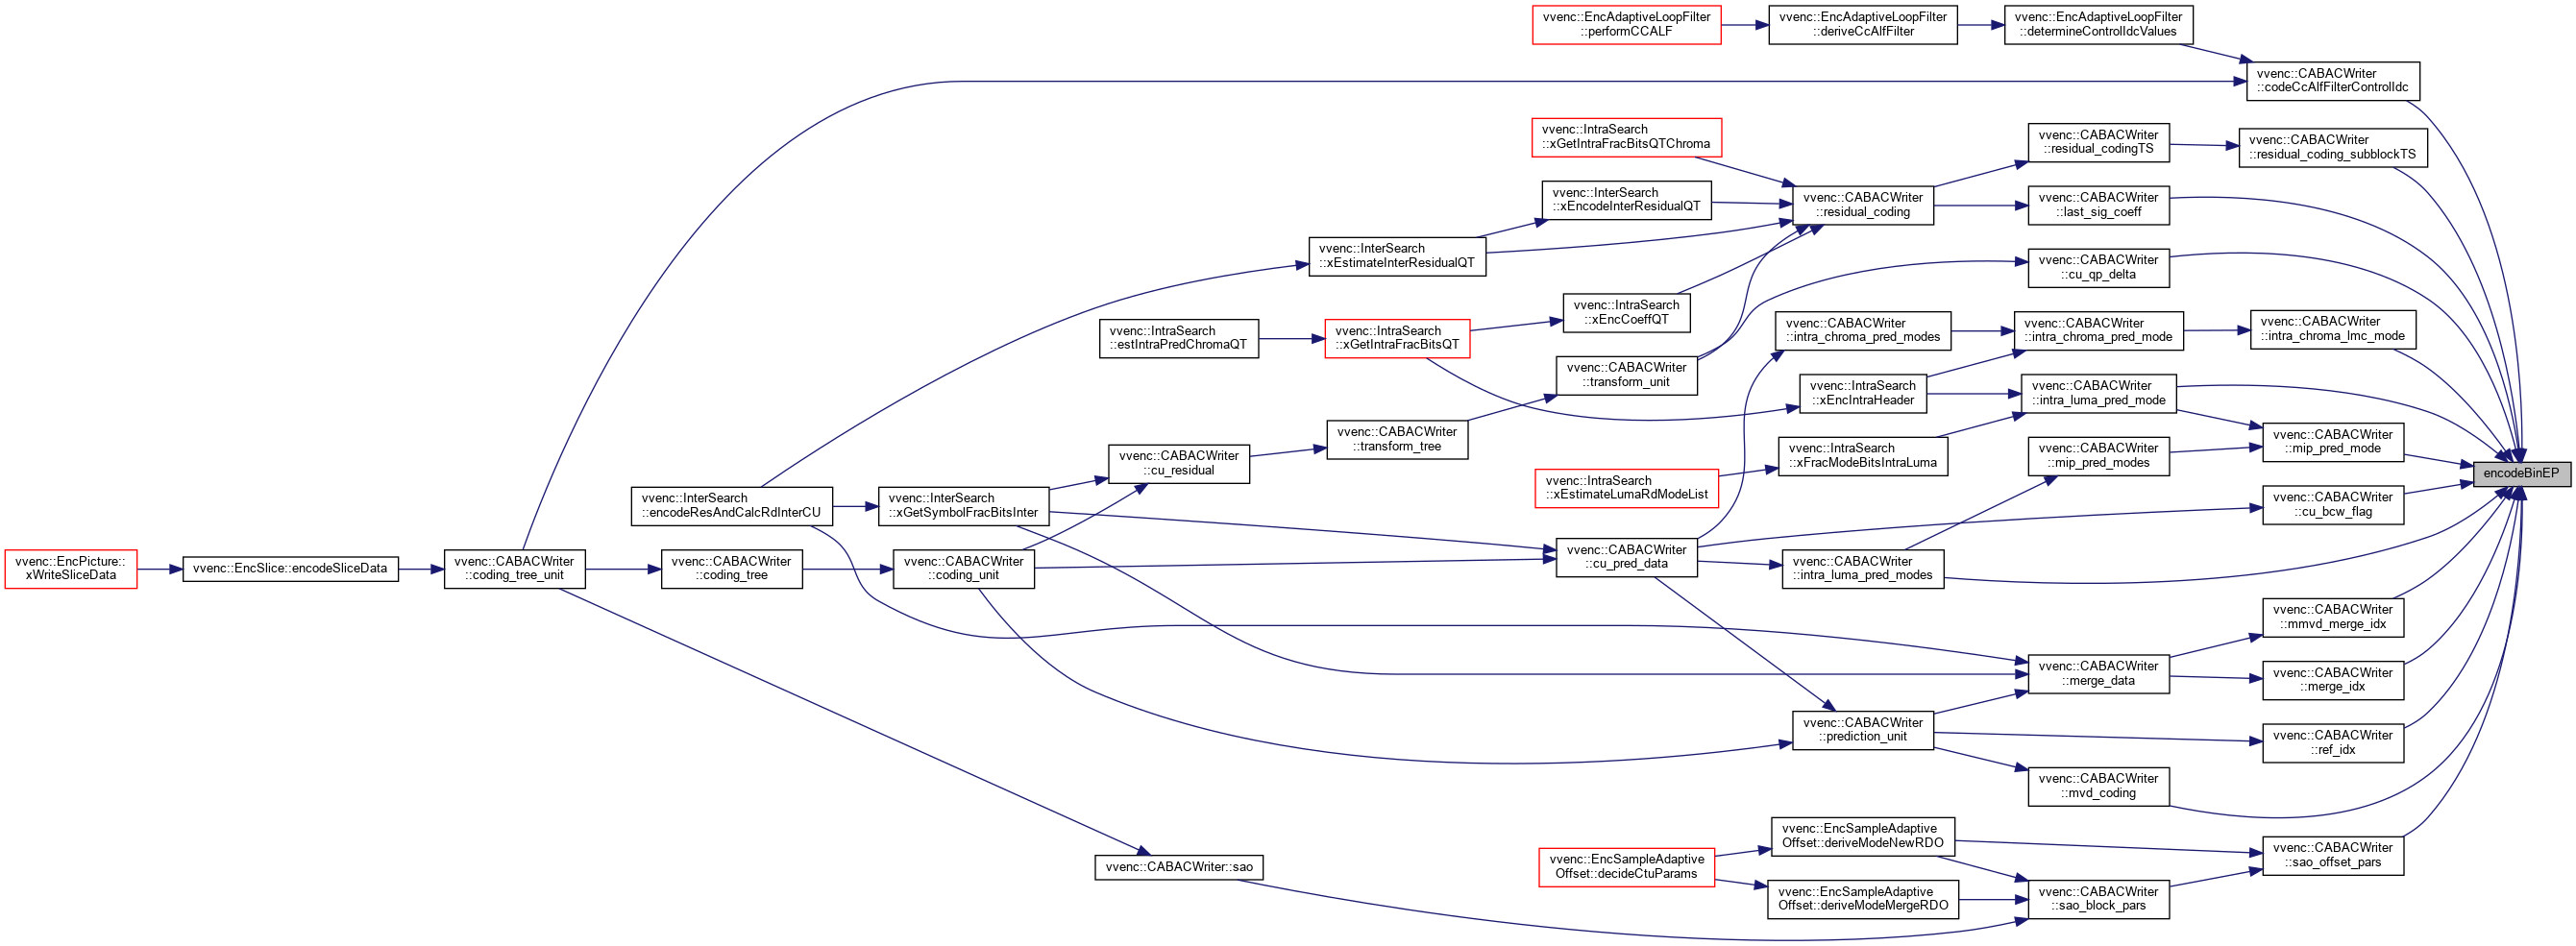 vvenc::EncAdaptiveLoopFilter
::performCCALF
vvenc::EncAdaptiveLoopFilter
::deriveCcAlfFilter
vvenc::EncAdaptiveLoopFilter
::determineControlIdcValues
vvenc::CABACWriter
::codeCcAlfFilterControlIdc
vvenc::IntraSearch
::xGetIntraFracBitsQTChroma
vvenc::CABACWriter
::residual_codingTS
vvenc::CABACWriter
::residual_coding_subblockTS
vvenc::InterSearch
::xEncodeInterResidualQT
vvenc::CABACWriter
::residual_coding
vvenc::CABACWriter
::last_sig_coeff
vvenc::InterSearch
::xEstimateInterResidualQT
vvenc::CABACWriter
::cu_qp_delta
vvenc::IntraSearch
::xEncCoeffQT
vvenc::IntraSearch
::estIntraPredChromaQT
vvenc::IntraSearch
::xGetIntraFracBitsQT
vvenc::CABACWriter
::intra_chroma_pred_modes
vvenc::CABACWriter
::intra_chroma_pred_mode
vvenc::CABACWriter
::intra_chroma_lmc_mode
vvenc::CABACWriter
::transform_unit
vvenc::IntraSearch
::xEncIntraHeader
vvenc::CABACWriter
::intra_luma_pred_mode
vvenc::CABACWriter
::transform_tree
vvenc::CABACWriter
::cu_residual
vvenc::IntraSearch
::xFracModeBitsIntraLuma
vvenc::CABACWriter
::mip_pred_modes
vvenc::CABACWriter
::mip_pred_mode
encodeBinEP
vvenc::IntraSearch
::xEstimateLumaRdModeList
vvenc::InterSearch
::encodeResAndCalcRdInterCU
vvenc::InterSearch
::xGetSymbolFracBitsInter
vvenc::CABACWriter
::cu_bcw_flag
vvenc::EncPicture::
xWriteSliceData
vvenc::EncSlice::encodeSliceData
vvenc::CABACWriter
::coding_tree_unit
vvenc::CABACWriter
::coding_tree
vvenc::CABACWriter
::coding_unit
vvenc::CABACWriter
::cu_pred_data
vvenc::CABACWriter
::intra_luma_pred_modes
vvenc::CABACWriter
::mmvd_merge_idx
vvenc::CABACWriter
::merge_data
vvenc::CABACWriter
::merge_idx
vvenc::CABACWriter
::prediction_unit
vvenc::CABACWriter
::ref_idx
vvenc::CABACWriter
::mvd_coding
vvenc::EncSampleAdaptive
Offset::deriveModeNewRDO
vvenc::CABACWriter
::sao_offset_pars
vvenc::CABACWriter::sao
vvenc::EncSampleAdaptive
Offset::decideCtuParams
vvenc::EncSampleAdaptive
Offset::deriveModeMergeRDO
vvenc::CABACWriter
::sao_block_pars